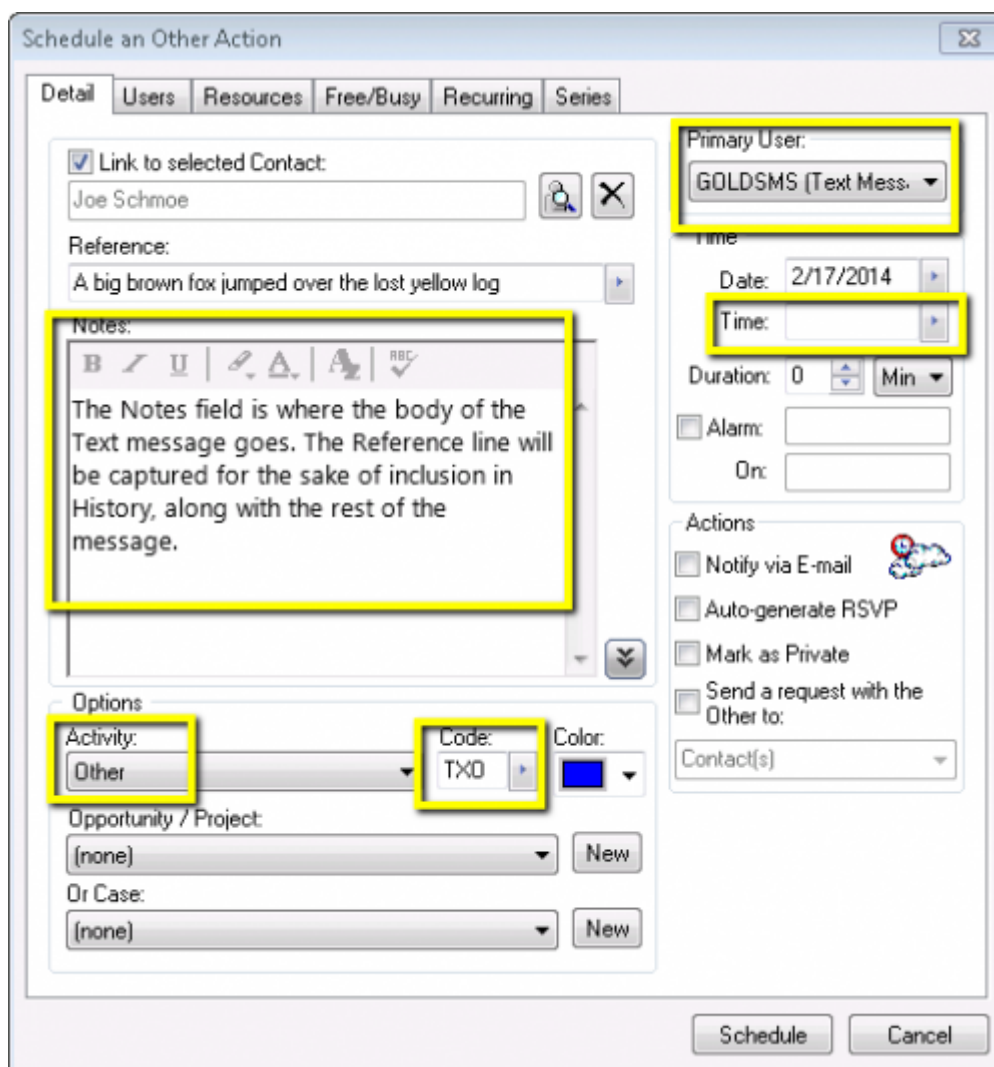 Schedule an Other Action
Detail Users Resources Free/Busy Recurring Series
Link to selected Contact:
Joe Schmoe
Reference:
A big brown fox jumped over the lost yellow log
Notes:
B I U A A ABC
The Notes field is where the body of the
Text message goes. The Reference line will
be captured for the sake of inclusion in
History, along with the rest of the
message.
Options
Activity:
Other
Code:
TXO
Color:
Opportunity / Project:
(none)
New
Or Case:
(none)
New
Primary User:
GOLDSMS (Text Mess.
Time
Date: 2/17/2014
Time:
Duration: 0 Min
Alarm:
On:
Actions
Notify via E-mail
Auto-generate RSVP
Mark as Private
Send a request with the
Other to:
Contact(s)
Schedule Cancel